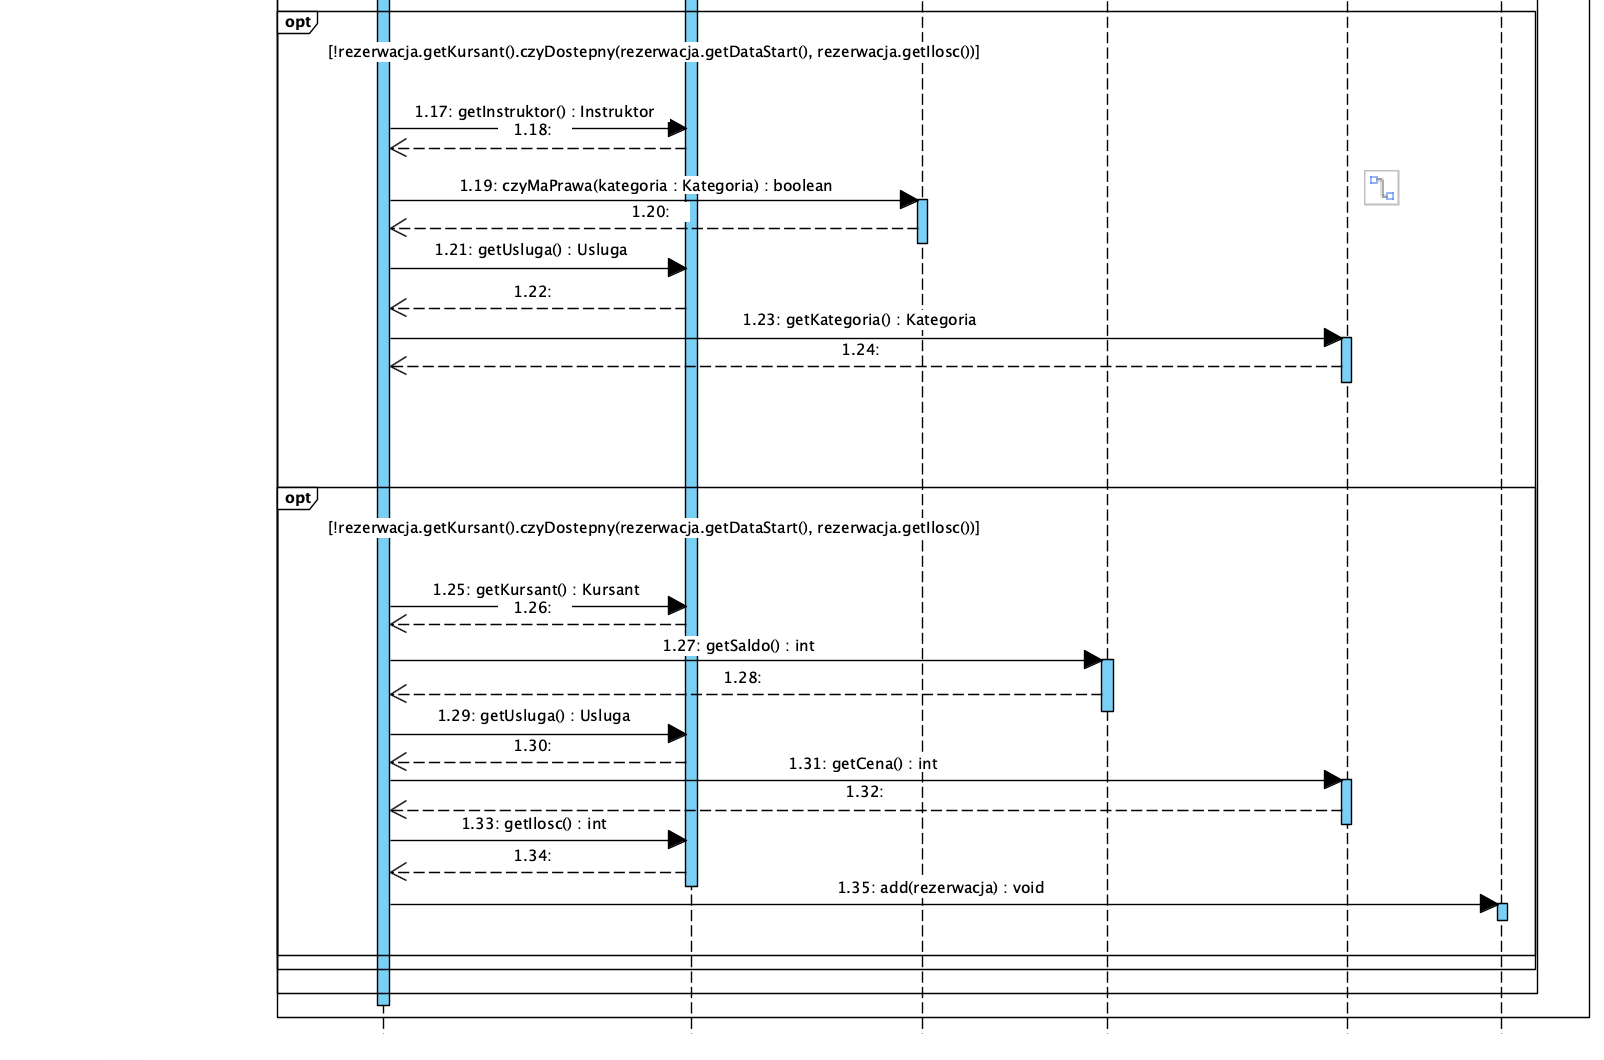 opt
[!rezerwacja.getKursant().czyDostepny(rezerwacja.getDataStart(), rezerwacja.getIlosc())]
1.17: getInstruktor() : Instruktor
1.18:
1.19: czyMaPrawa(kategoria : Kategoria) : boolean
1.20:
1.21: getUsluga() : Usluga
1.22:
1.23: getKategoria() : Kategoria
1.24:
opt
[!rezerwacja.getKursant().czyDostepny(rezerwacja.getDataStart(), rezerwacja.getIlosc())]
1.25: getKursant() : Kursant
1.26:
1.27: getSaldo() : int
1.28:
1.29: getUsluga() : Usluga
1.30:
1.31: getCena() : int
1.32:
1.33: getIlosc() : int
1.34:
1.35: add(rezerwacja) : void